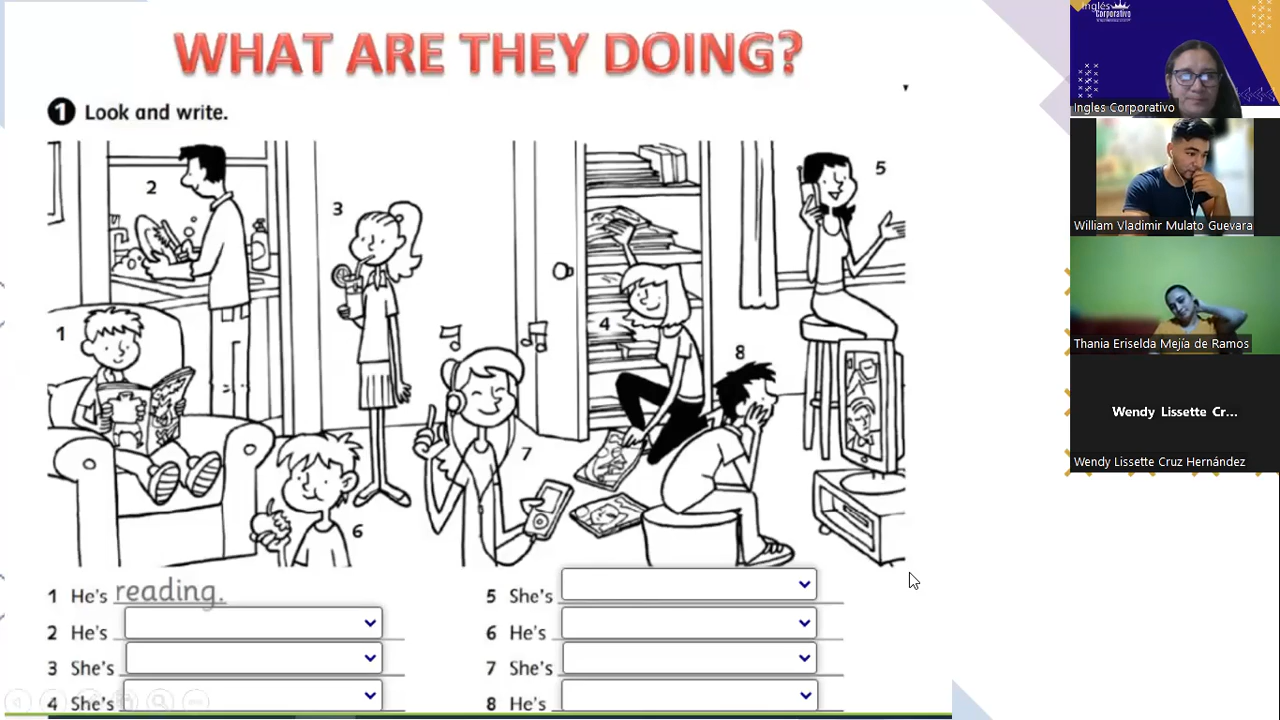 WHAT ARE THEY DOING?
1 Look and write.
2
3
5
1
4
8
7
6
1 He's reading.
2 He's
3 She's
4 She's
5 She's
6 He's
7 She's
8 He's
Inglés
Corporativo
Ingles Corporativo
William Vladimir Mulato Guevara
Thania Eriselda Mejía de Ramos
Wendy Lissette Cr...
Wendy Lissette Cruz Hernández